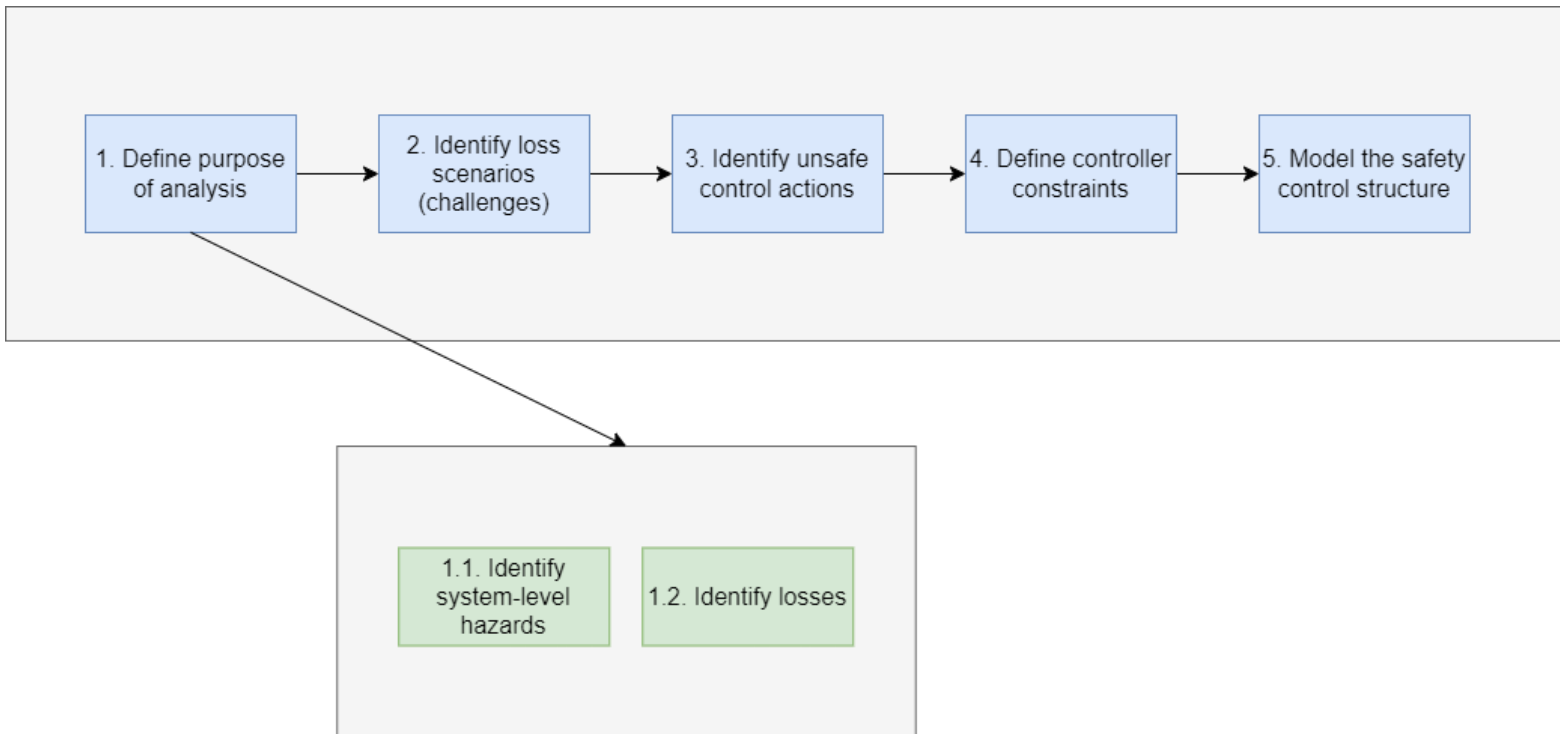 1. Define purpose
of analysis
2. Identify loss
scenarios
(challenges)
3. Identify unsafe
control actions
4. Define controller
constraints
5. Model the safety
control structure
1.1. Identify
system-level
hazards
1.2. Identify losses